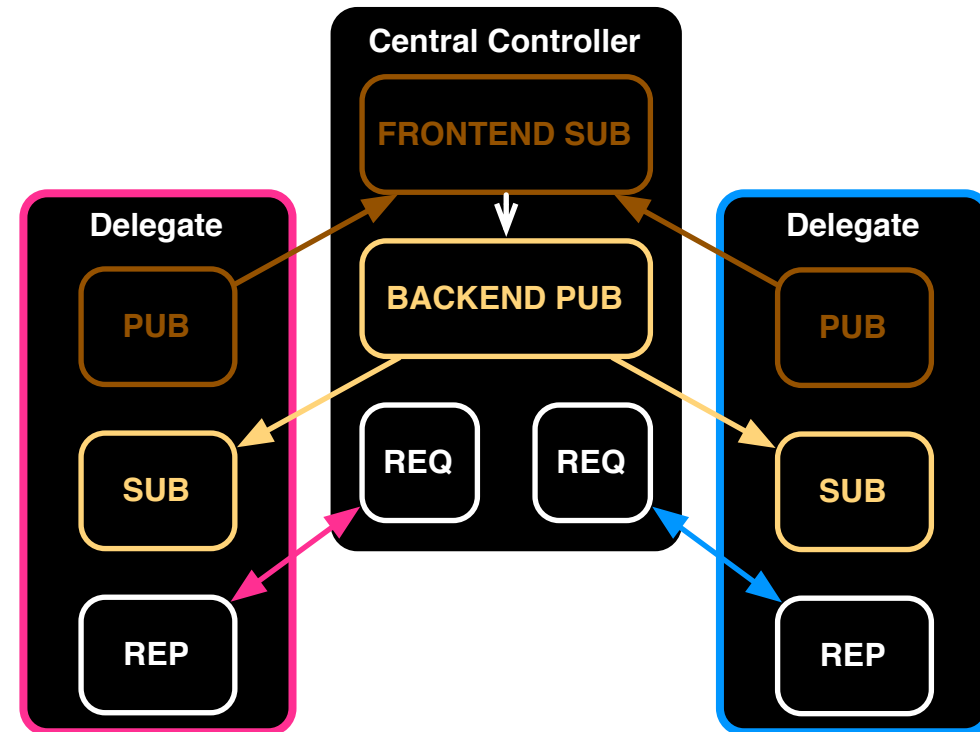 Central Controller
FRONTEND SUB
BACKEND PUB
REQ
REQ
Delegate
PUB
SUB
REP
Delegate
PUB
SUB
REP